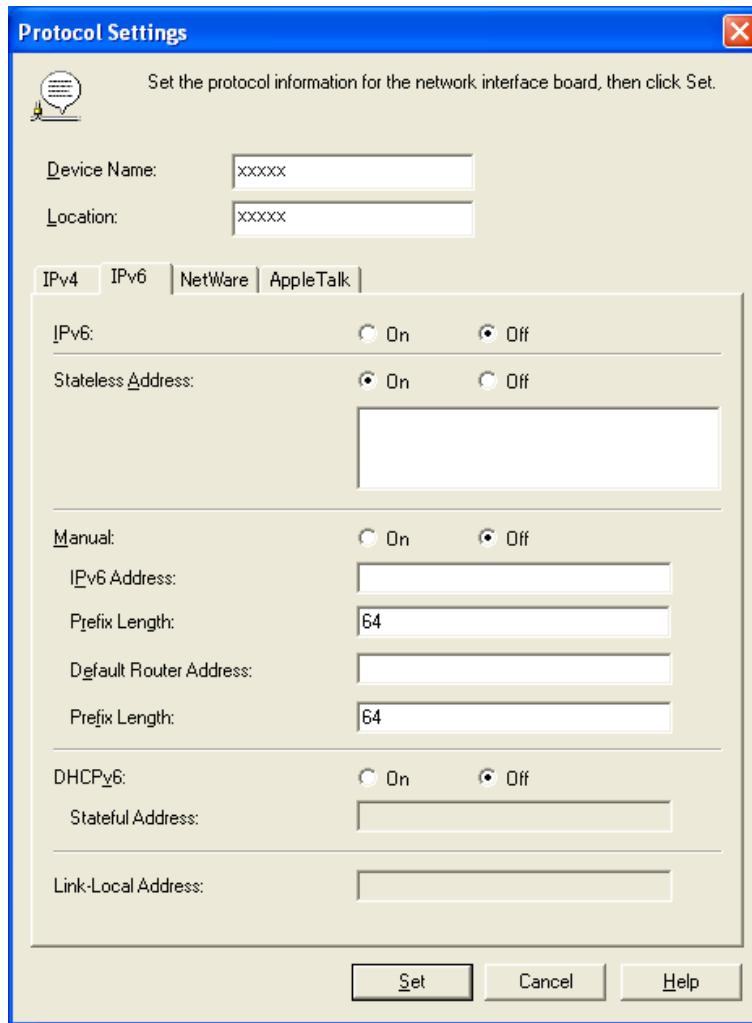 Protocol Settings
Set the protocol information for the network interface board, then click Set.
Device Name: xxxxx
Location: xxxxx
IPv4 IPv6 NetWare AppleTalk
IPv6: On Off
Stateless Address: On Off
Manual: On Off
IPv6 Address:
Prefix Length: 64
Default Router Address:
Prefix Length: 64
DHCPv6: On Off
Stateful Address:
Link-Local Address:
Set Cancel Help